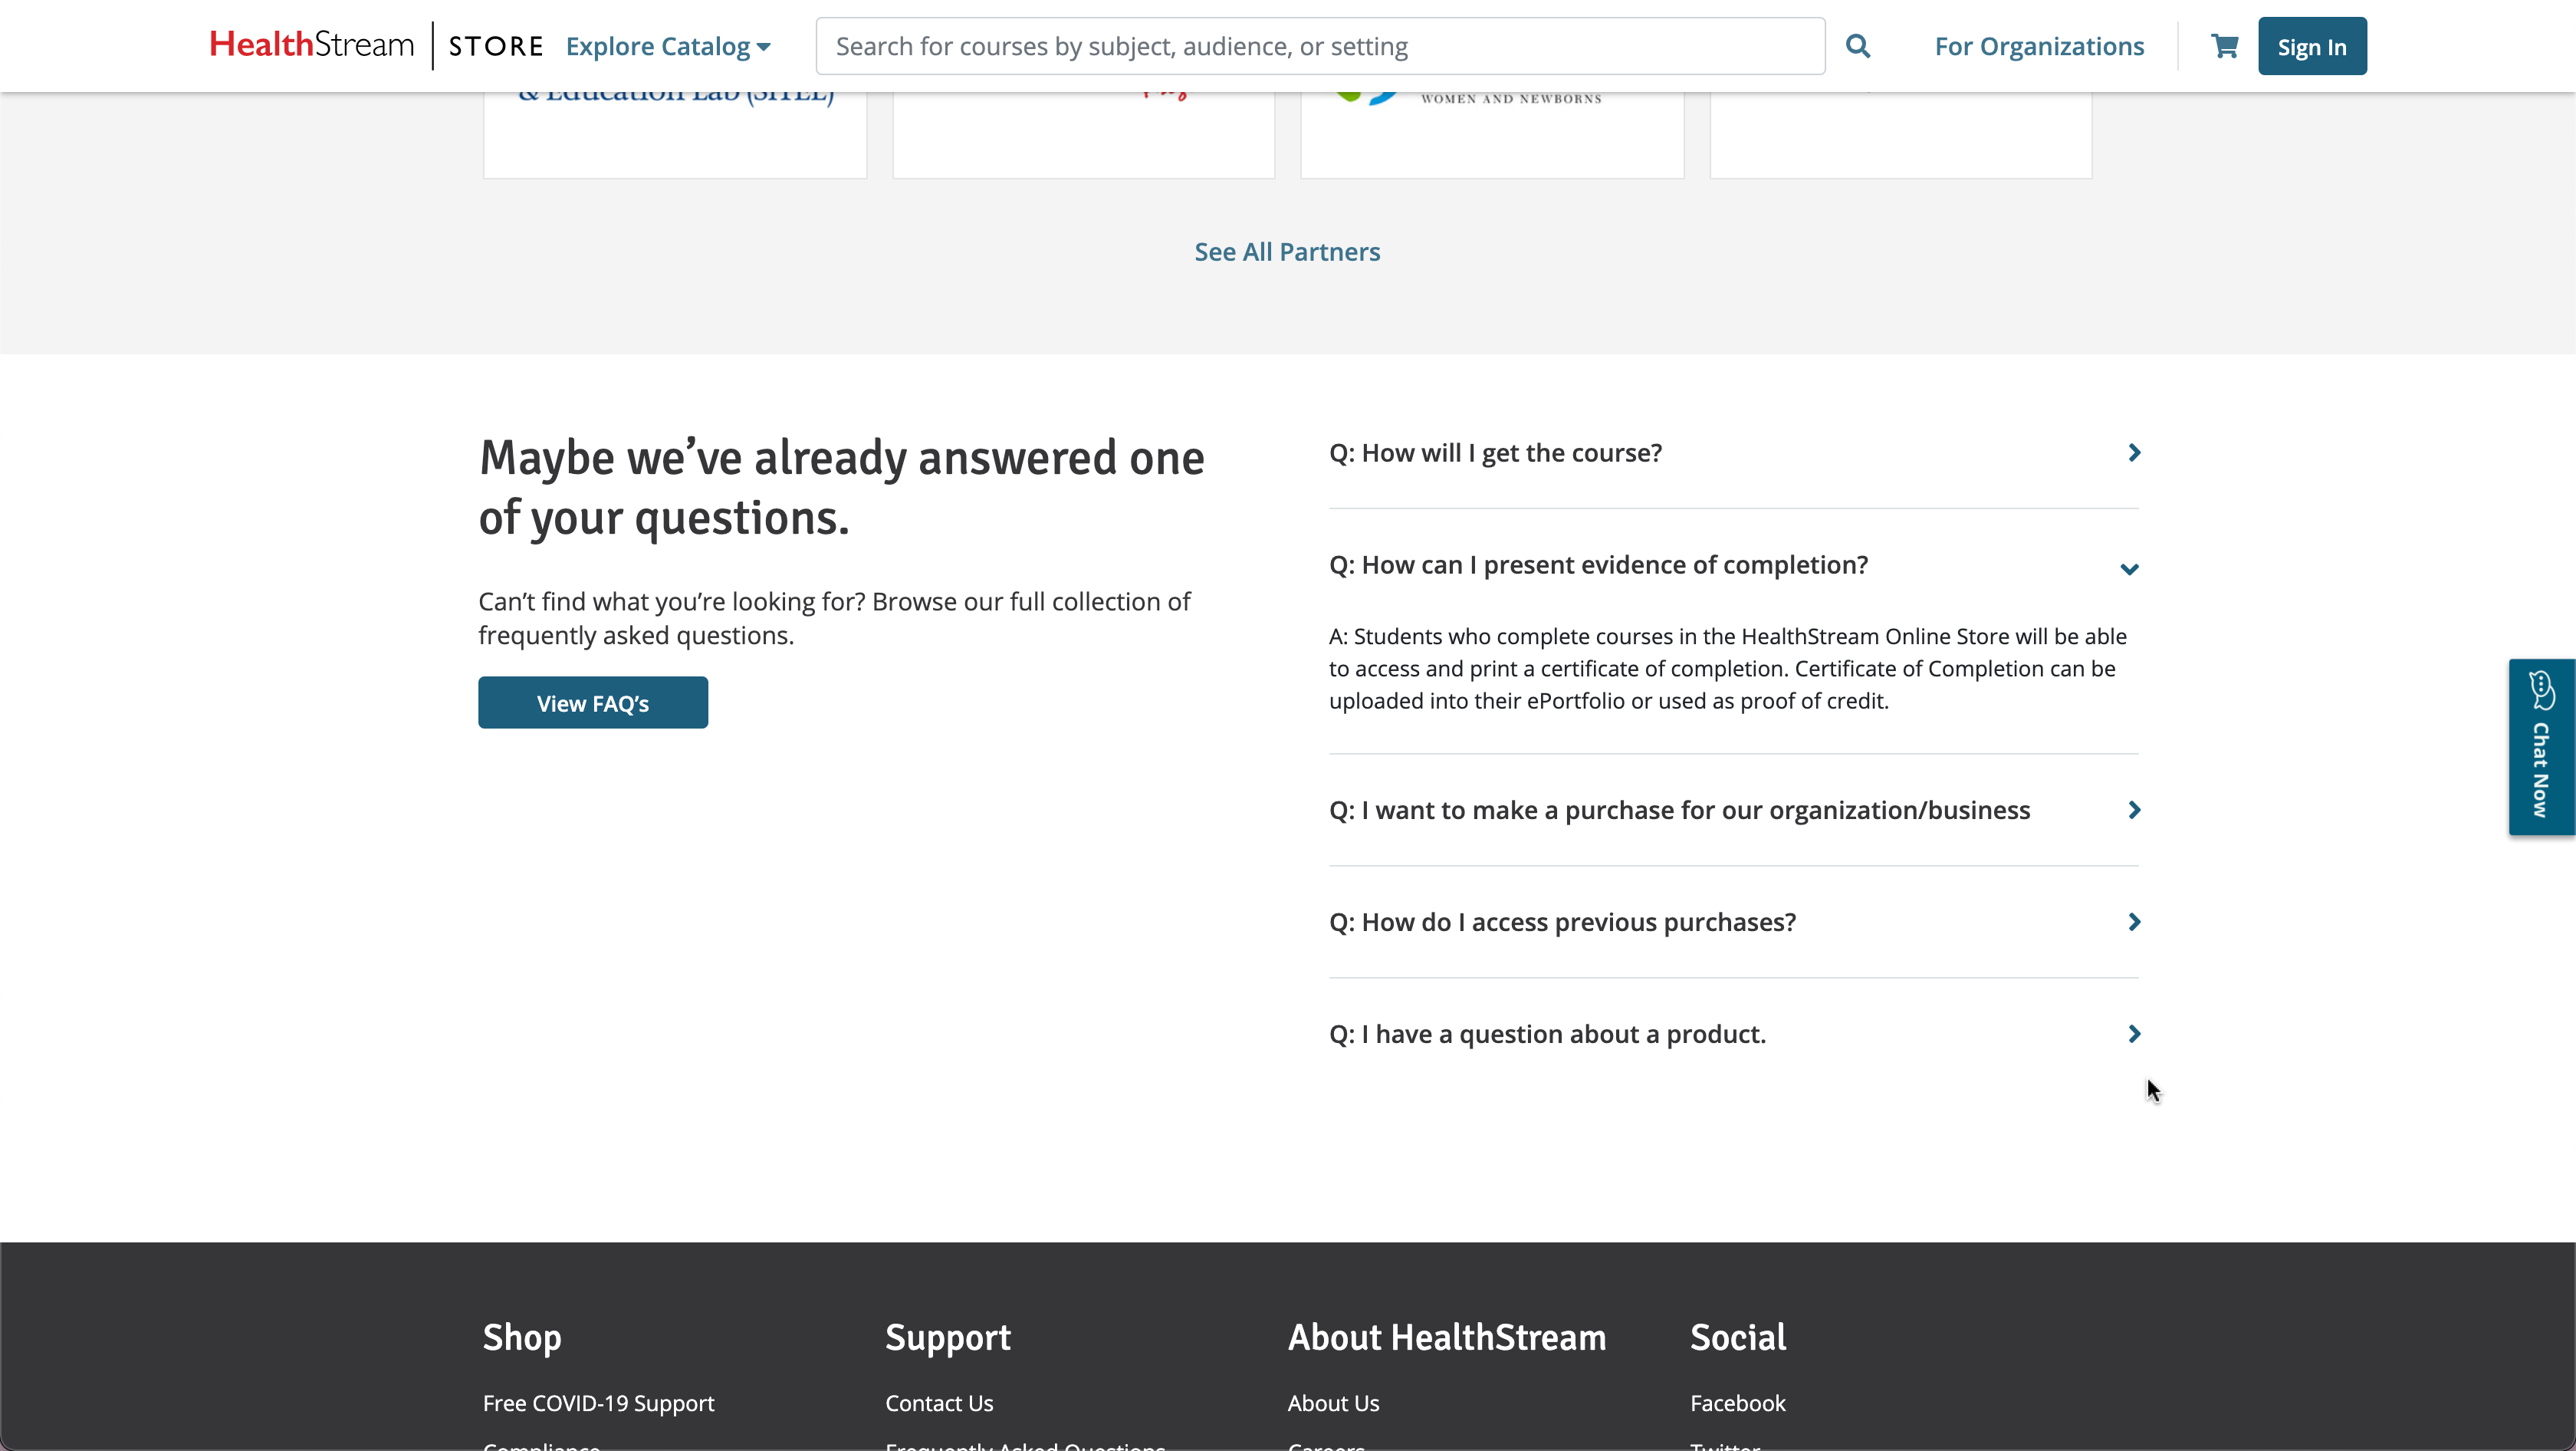 HealthStream STORE Explore Catalog Search for courses by subject, audience, or setting For Organizations Sign In
& Education Lab (SITEL)
WOMEN AND NEWBORNS
See All Partners
Maybe we’ve already answered one
of your questions.
Can’t find what you’re looking for? Browse our full collection of
frequently asked questions.
View FAQ’s
Q: How will I get the course?
Q: How can I present evidence of completion?
A: Students who complete courses in the HealthStream Online Store will be able
to access and print a certificate of completion. Certificate of Completion can be
uploaded into their ePortfolio or used as proof of credit.
Q: I want to make a purchase for our organization/business
Q: How do I access previous purchases?
Q: I have a question about a product.
Chat Now
Shop Support About HealthStream Social
Free COVID-19 Support Contact Us About Us Facebook
Compliance Frequently Asked Questions Careers Twitter